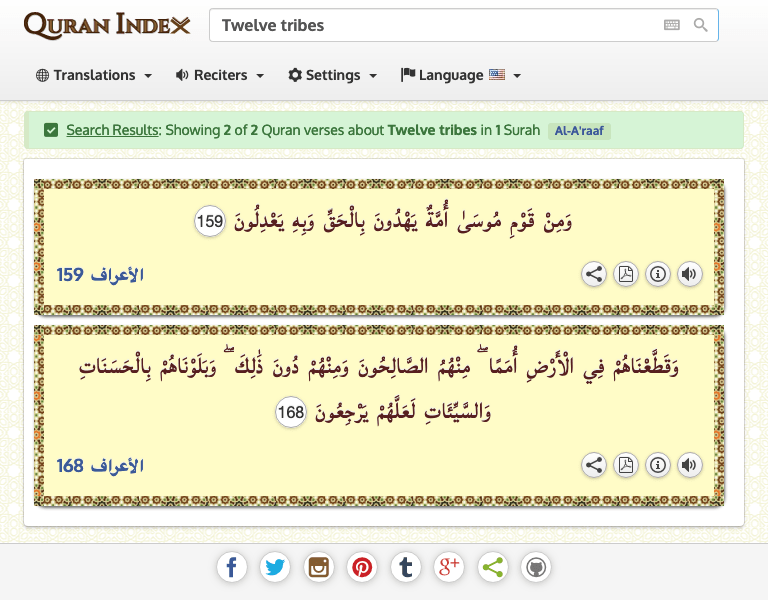 QURAN INDEX
Twelve tribes
Translations Reciters Settings Language
Search Results: Showing 2 of 2 Quran verses about Twelve tribes in 1 Surah Al-A'raaf
وَمِنْ قَوْمِ مُوسَىٰ أُمَّةٌ يَهْدُونَ بِالْحَقِّ وَبِهِ يَعْدِلُونَ 159
الأعراف 159
وَقَطَّعْنَاهُمْ فِي الْأَرْضِ أُمَمًا ۖ مِنْهُمُ الصَّالِحُونَ وَمِنْهُمْ دُونَ ذَٰلِكَ ۖ وَبَلَوْنَاهُمْ بِالْحَسَنَاتِ
وَالسَّيِّئَاتِ لَعَلَّهُمْ يَرْجِعُونَ 168
الأعراف 168